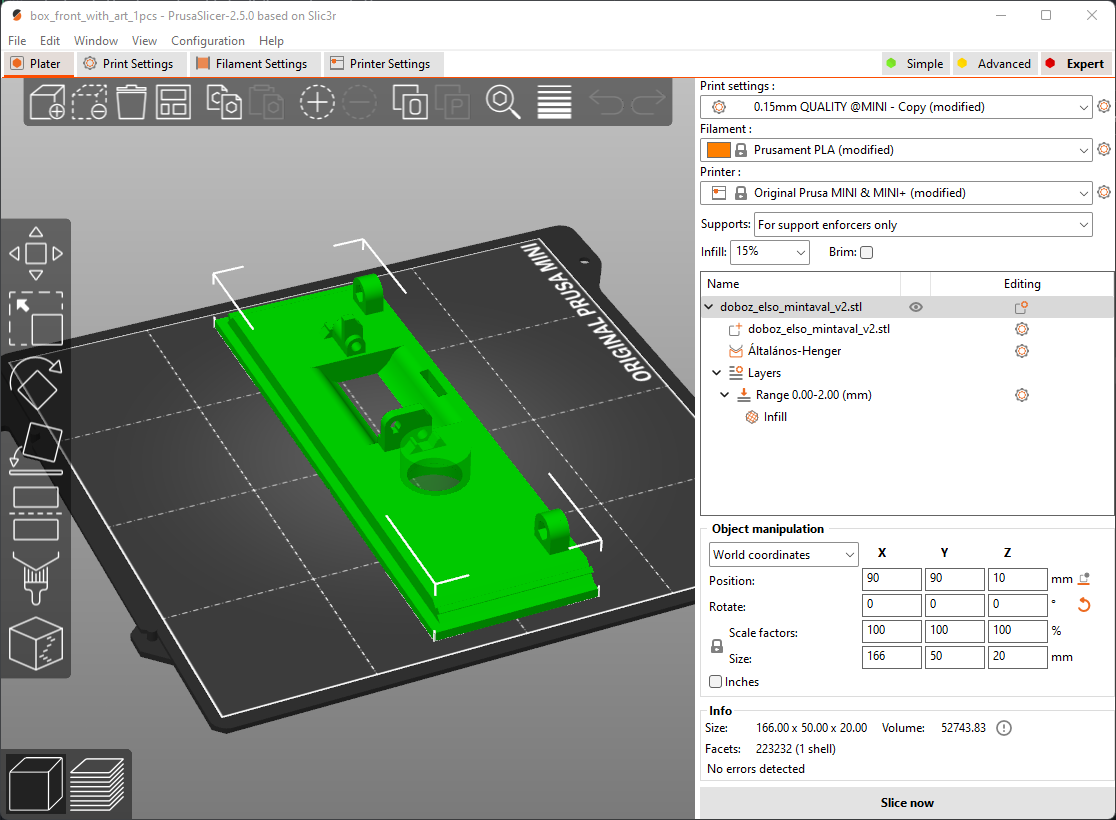 box_front_with_art_1pcs - PrusaSlicer-2.5.0 based on Slic3r
File Edit Window View Configuration Help
Plater Print Settings Filament Settings Printer Settings Simple Advanced Expert
Print settings :
0.15mm QUALITY @MINI - Copy (modified)
Filament :
Prusament PLA (modified)
Printer :
Original Prusa MINI & MINI+ (modified)
Supports: For support enforcers only
Infill: 15% Brim:
Name Editing
doboz_elso_mintaval_v2.stl
doboz_elso_mintaval_v2.stl
Általános-Henger
Layers
Range 0.00-2.00 (mm)
Infill
ORIGINAL PRUSA MINI
Object manipulation
World coordinates X Y Z
Position: 90 90 10 mm
Rotate: 0 0 0 °
Scale factors: 100 100 100 %
Size: 166 50 20 mm
Inches
Info
Size: 166.00 x 50.00 x 20.00 Volume: 52743.83
Facets: 223232 (1 shell)
No errors detected
Slice now